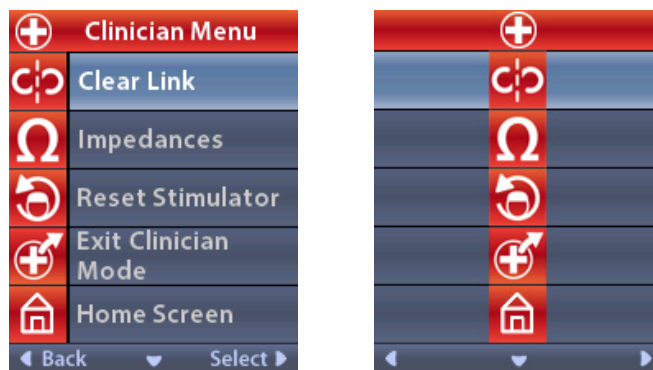 Clinician Menu
Clear Link
Ω Impedances
Reset Stimulator
Exit Clinician
Mode
Home Screen
Back Select
Ω